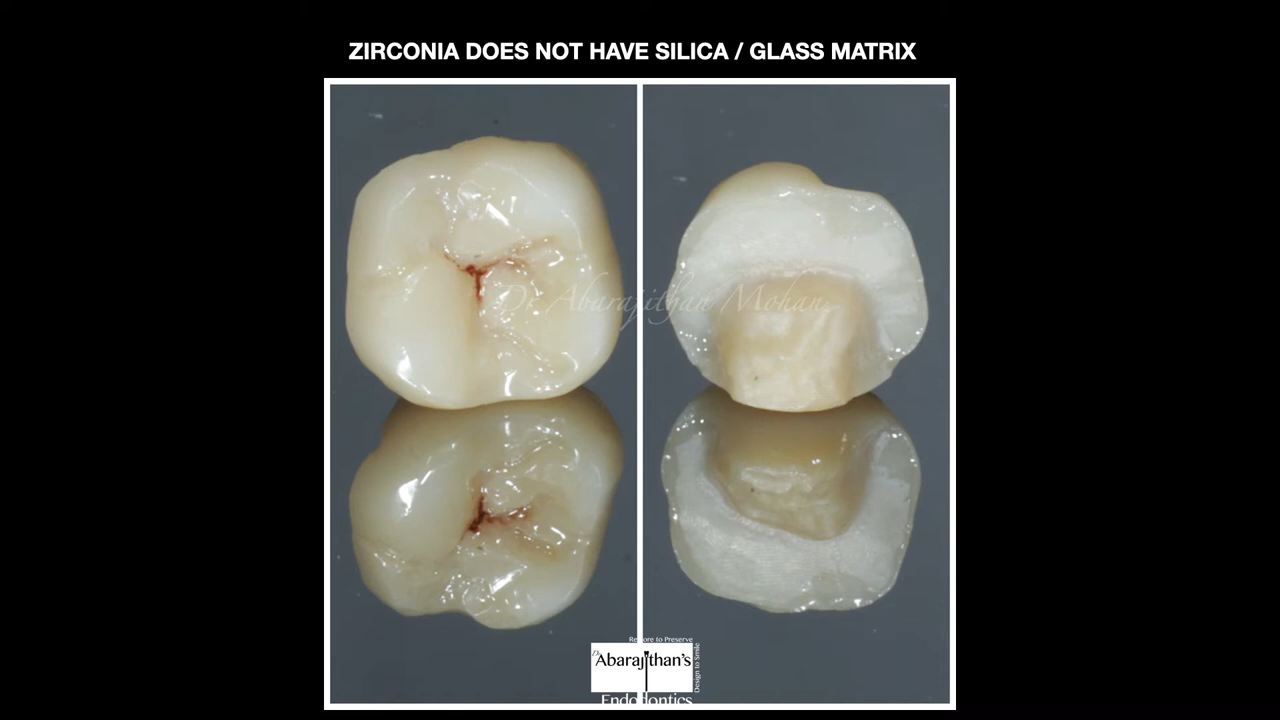 ZIRCONIA DOES NOT HAVE SILICA / GLASS MATRIX
Dr Abarajithan Mohan
Restore to Preserve
Dr
Abarajithan's
Design to Smile
Endodontics